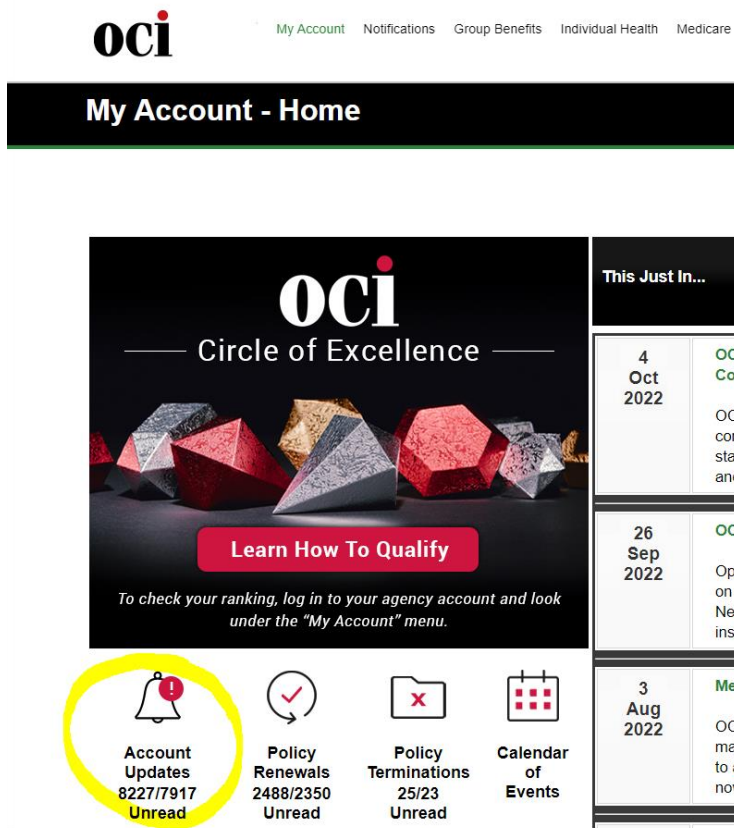 oci
My Account Notifications Group Benefits Individual Health Medicare
My Account - Home
oci
Circle of Excellence
Learn How To Qualify
To check your ranking, log in to your agency account and look
under the “My Account” menu.
Account
Updates
8227/7917
Unread
Policy
Renewals
2488/2350
Unread
Policy
Terminations
25/23
Unread
Calendar
of
Events
This Just In...
4
Oct
2022
26
Sep
2022
3
Aug
2022
to
on